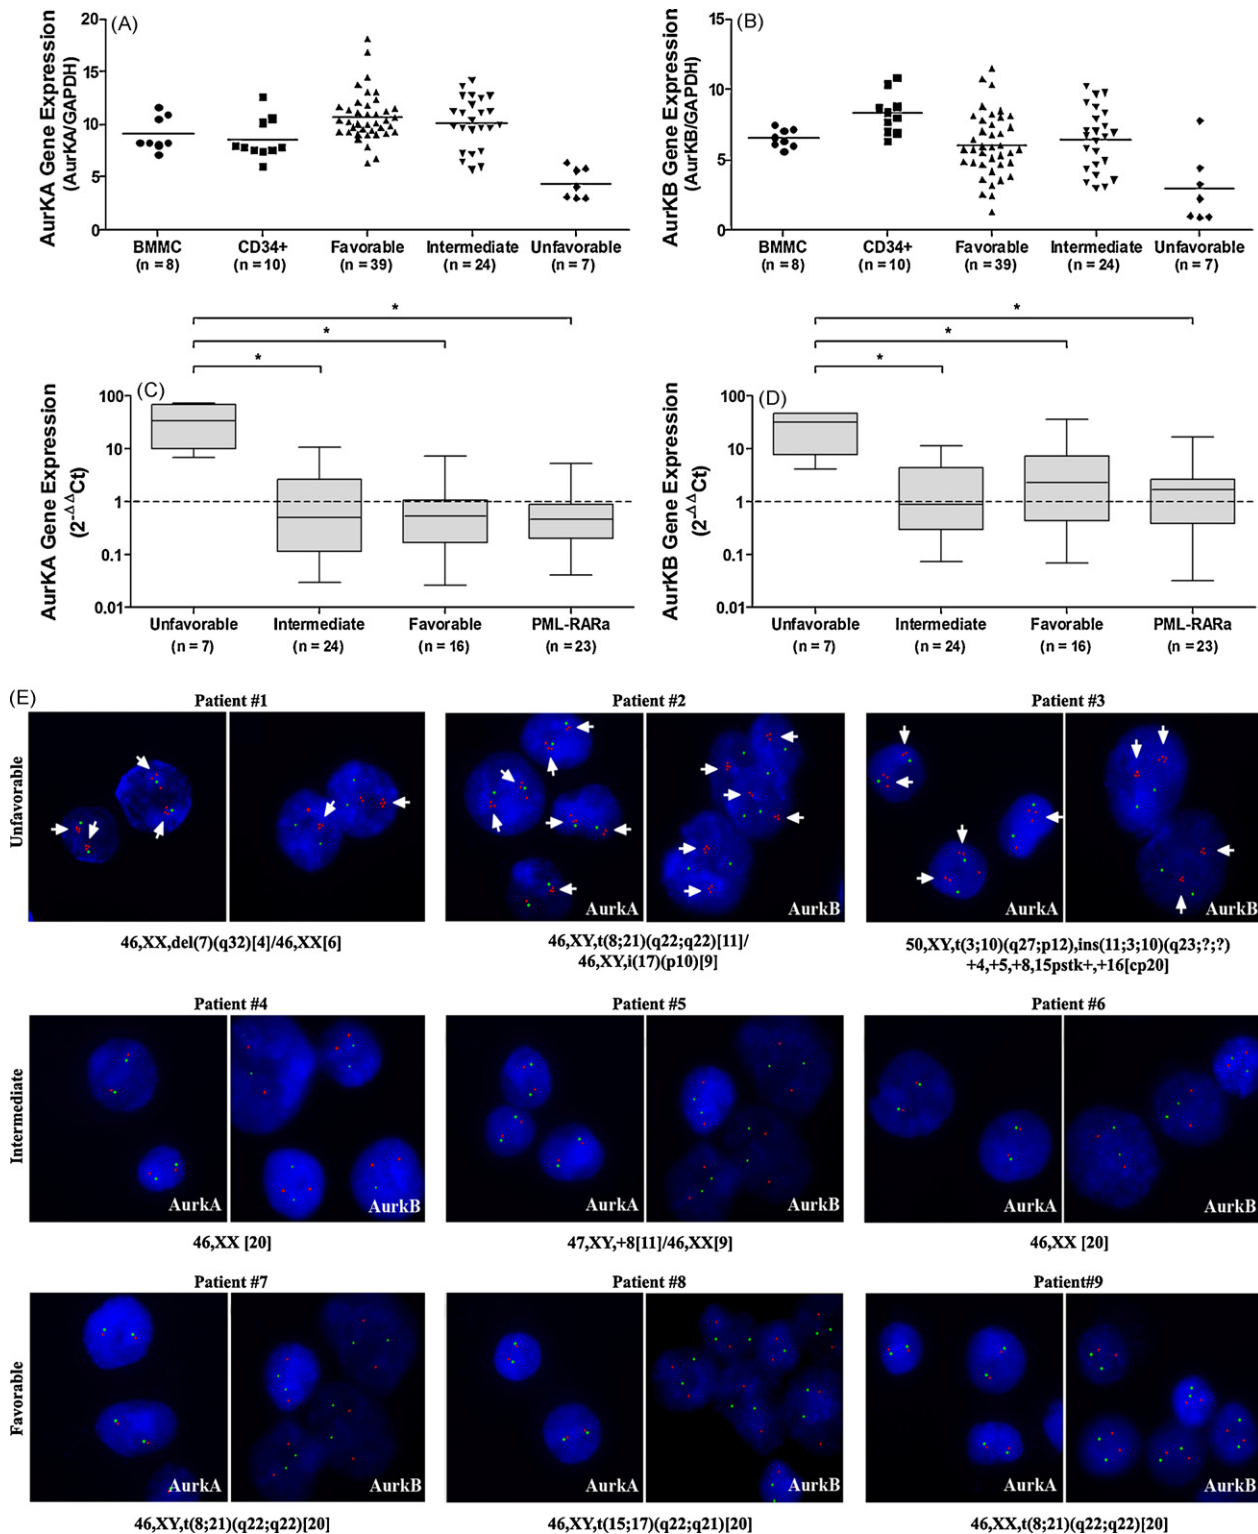 (A)
AurKA Gene Expression
(AurKA/GAPDH)
20
15
10
5
0
BMMC CD34+ Favorable Intermediate Unfavorable
(n = 8) (n = 10) (n = 39) (n = 24) (n = 7)
(B)
AurKB Gene Expression
(AurKB/GAPDH)
15
10
5
0
BMMC CD34+ Favorable Intermediate Unfavorable
(n = 8) (n = 10) (n = 39) (n = 24) (n = 7)
*
*
*
(C)
AurKA Gene Expression
(2-ΔΔCt)
100
10
1
0.1
0.01
Unfavorable Intermediate Favorable PML-RARa
(n = 7) (n = 24) (n = 16) (n = 23)
*
*
*
(D)
AurKB Gene Expression
(2-ΔΔCt)
100
10
1
0.1
0.01
Unfavorable Intermediate Favorable PML-RARa
(n = 7) (n = 24) (n = 16) (n = 23)
(E)
Patient #1 Patient #2 Patient #3
Unfavorable
AurkA AurkB AurkA AurkB
46,XX,del(7)(q32)[4]/46,XX[6]
46,XY,t(8;21)(q22;q22)[11]/
46,XY,i(17)(p10)[9]
50,XY,t(3;10)(q27;p12),ins(11;3;10)(q23;?;?)
+4,+5,+8,15pstk+,+16[cp20]
Patient #4 Patient #5 Patient #6
Intermediate
AurkA AurkB AurkA AurkB AurkA AurkB
46,XX [20] 47,XY,+8[11]/46,XX[9] 46,XX [20]
Patient #7 Patient #8 Patient#9
Favorable
AurkA AurkB AurkA AurkB AurkA AurkB
46,XY,t(8;21)(q22;q22)[20] 46,XY,t(15;17)(q22;q21)[20] 46,XX,t(8;21)(q22;q22)[20]